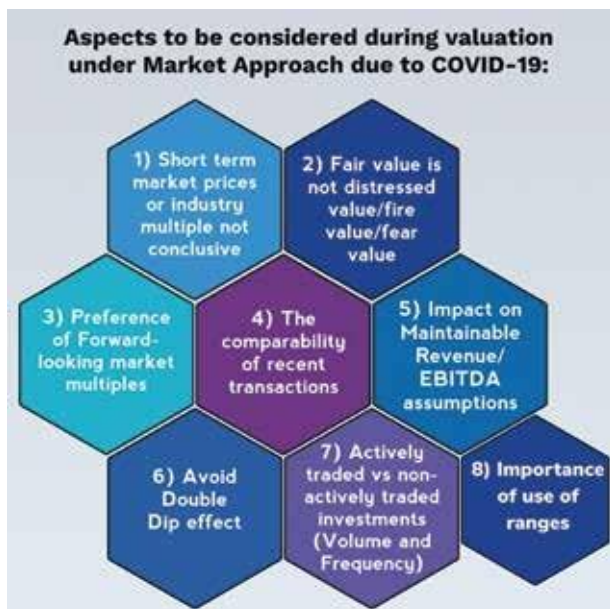 Aspects to be considered during valuation
under Market Approach due to COVID-19:
1) Short term
market prices
or industry
multiple not
conclusive
2) Fair value is
not distressed
value/fire
value/fear
value
3) Preference
of Forward-
looking market
multiples
4) The
comparability
of recent
transactions
5) Impact on
Maintainable
Revenue/
EBITDA
assumptions
6) Avoid
Double
Dip effect
7) Actively
traded vs non-
actively traded
investments
(Volume and
Frequency)
8) Importance
of use of
ranges